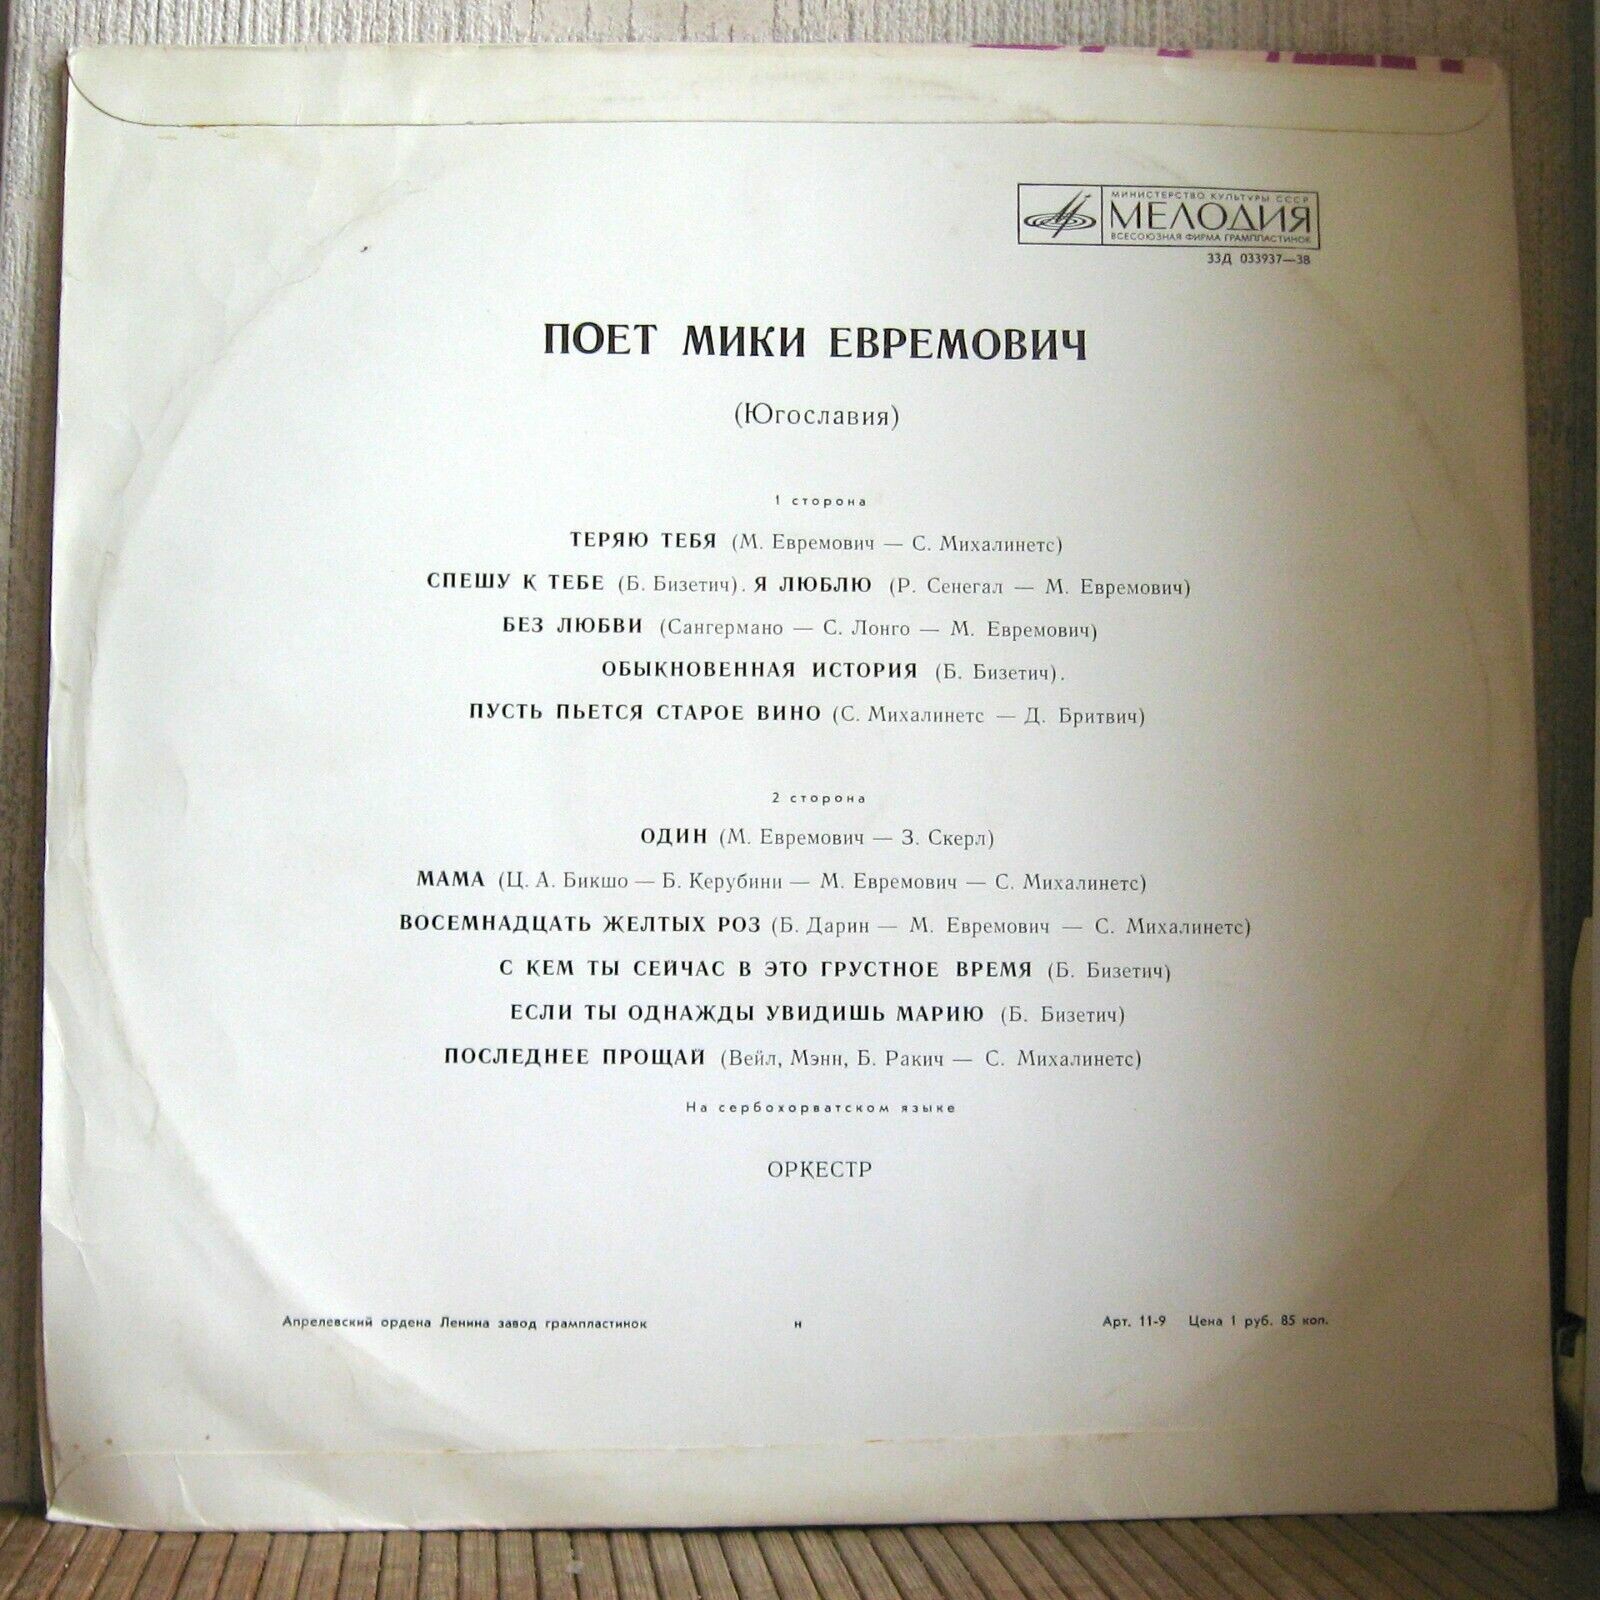 МИНИСТЕРСТВО КУЛЬТУРЫ СССР
МЕЛОДИЯ
ВСЕСОЮЗНАЯ ФИРМА ГРАМПЛАСТИНОК
33Д 033937—38
ПОЕТ МИКИ ЕВРЕМОВИЧ
(Югославия)
1 сторона
ТЕРЯЮ ТЕБЯ (М. Евремович — С. Михалинетс)
СПЕШУ К ТЕБЕ (Б. Бизетич). Я ЛЮБЛЮ (Р. Сенегал — М. Евремович)
БЕЗ ЛЮБВИ (Сангермано — С. Лонго — М. Евремович)
ОБЫКНОВЕННАЯ ИСТОРИЯ (Б. Бизетич).
ПУСТЬ ПЬЕТСЯ СТАРОЕ ВИНО (С. Михалинетс — Д. Бритвич)
2 сторона
ОДИН (М. Евремович — З. Скерл)
МАМА (Ц. А. Бикшо — Б. Керубини — М. Евремович — С. Михалинетс)
ВОСЕМНАДЦАТЬ ЖЕЛТЫХ РОЗ (Б. Дарин — М. Евремович — С. Михалинетс)
С КЕМ ТЫ СЕЙЧАС В ЭТО ГРУСТНОЕ ВРЕМЯ (Б. Бизетич)
ЕСЛИ ТЫ ОДНАЖДЫ УВИДИШЬ МАРИЮ (Б. Бизетич)
ПОСЛЕДНЕЕ ПРОЩАЙ (Вейл, Мэнн, Б. Ракич — С. Михалинетс)
На сербохорватском языке
ОРКЕСТР
Апрелевский ордена Ленина завод грампластинок н Арт. 11-9 Цена 1 руб. 85 коп.